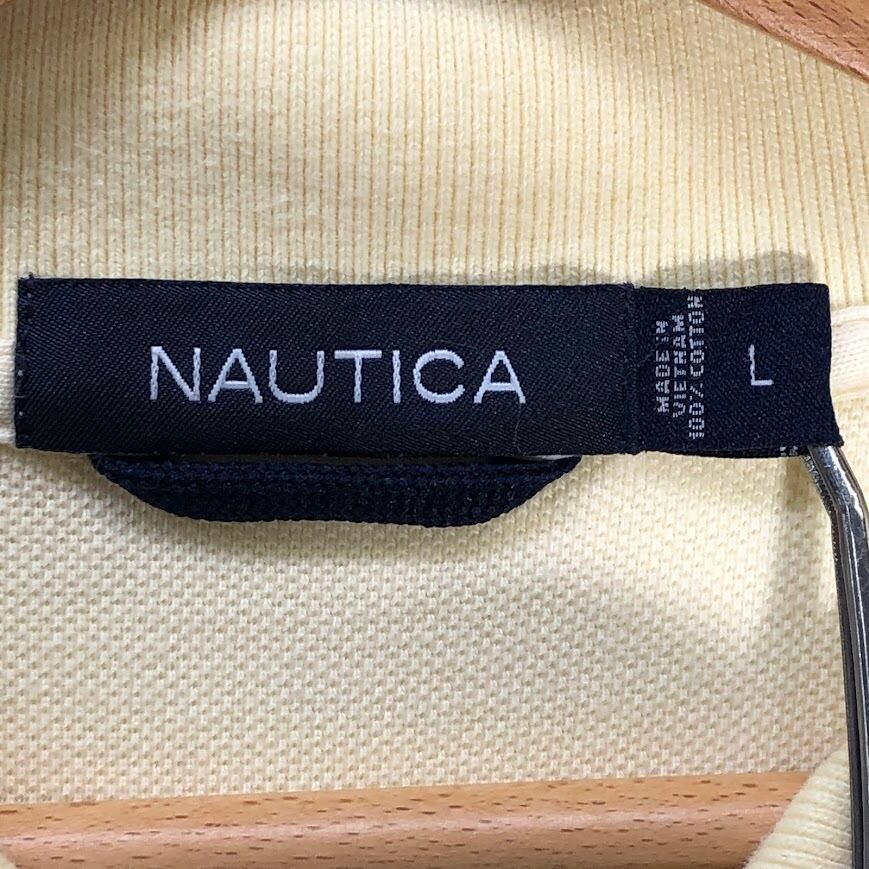 NAUTICA
MADE IN
VIETNAM
100% COTTON
L